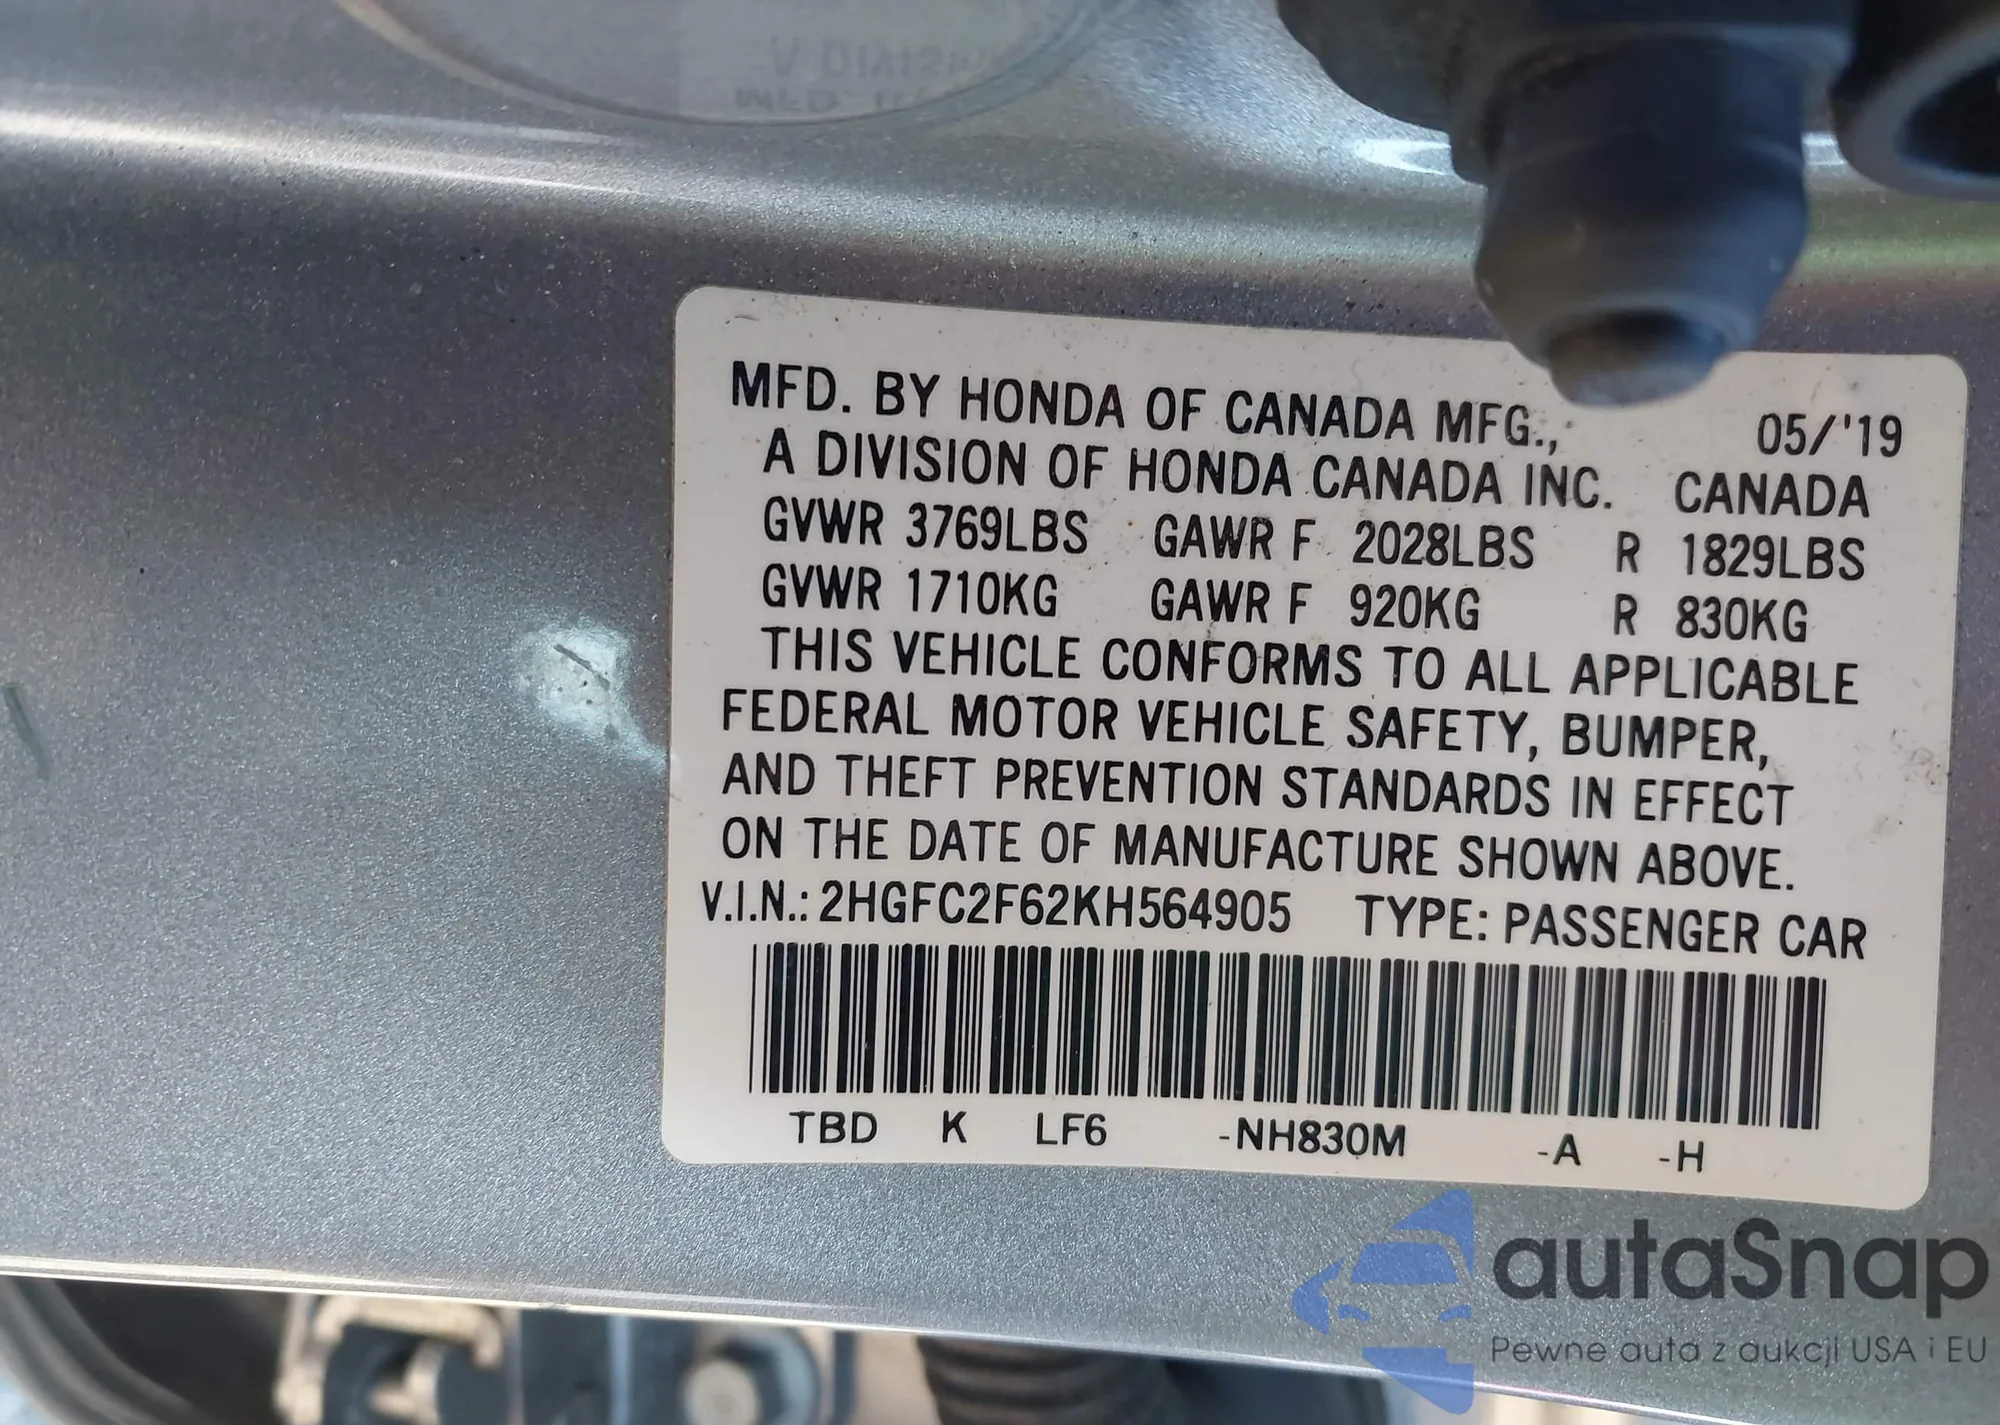 MFD. BY HONDA OF CANADA MFG., 05/'19
A DIVISION OF HONDA CANADA INC. CANADA
GVWR 3769LBS GAWR F 2028LBS R 1829LBS
GVWR 1710KG GAWR F 920KG R 830KG
THIS VEHICLE CONFORMS TO ALL APPLICABLE
FEDERAL MOTOR VEHICLE SAFETY, BUMPER,
AND THEFT PREVENTION STANDARDS IN EFFECT
ON THE DATE OF MANUFACTURE SHOWN ABOVE.
V.I.N.: 2HGFC2F62KH564905 TYPE: PASSENGER CAR
TBD K LF6 -NH830M -A -H
autaSnap
Pewne auta z aukcji USA i EU